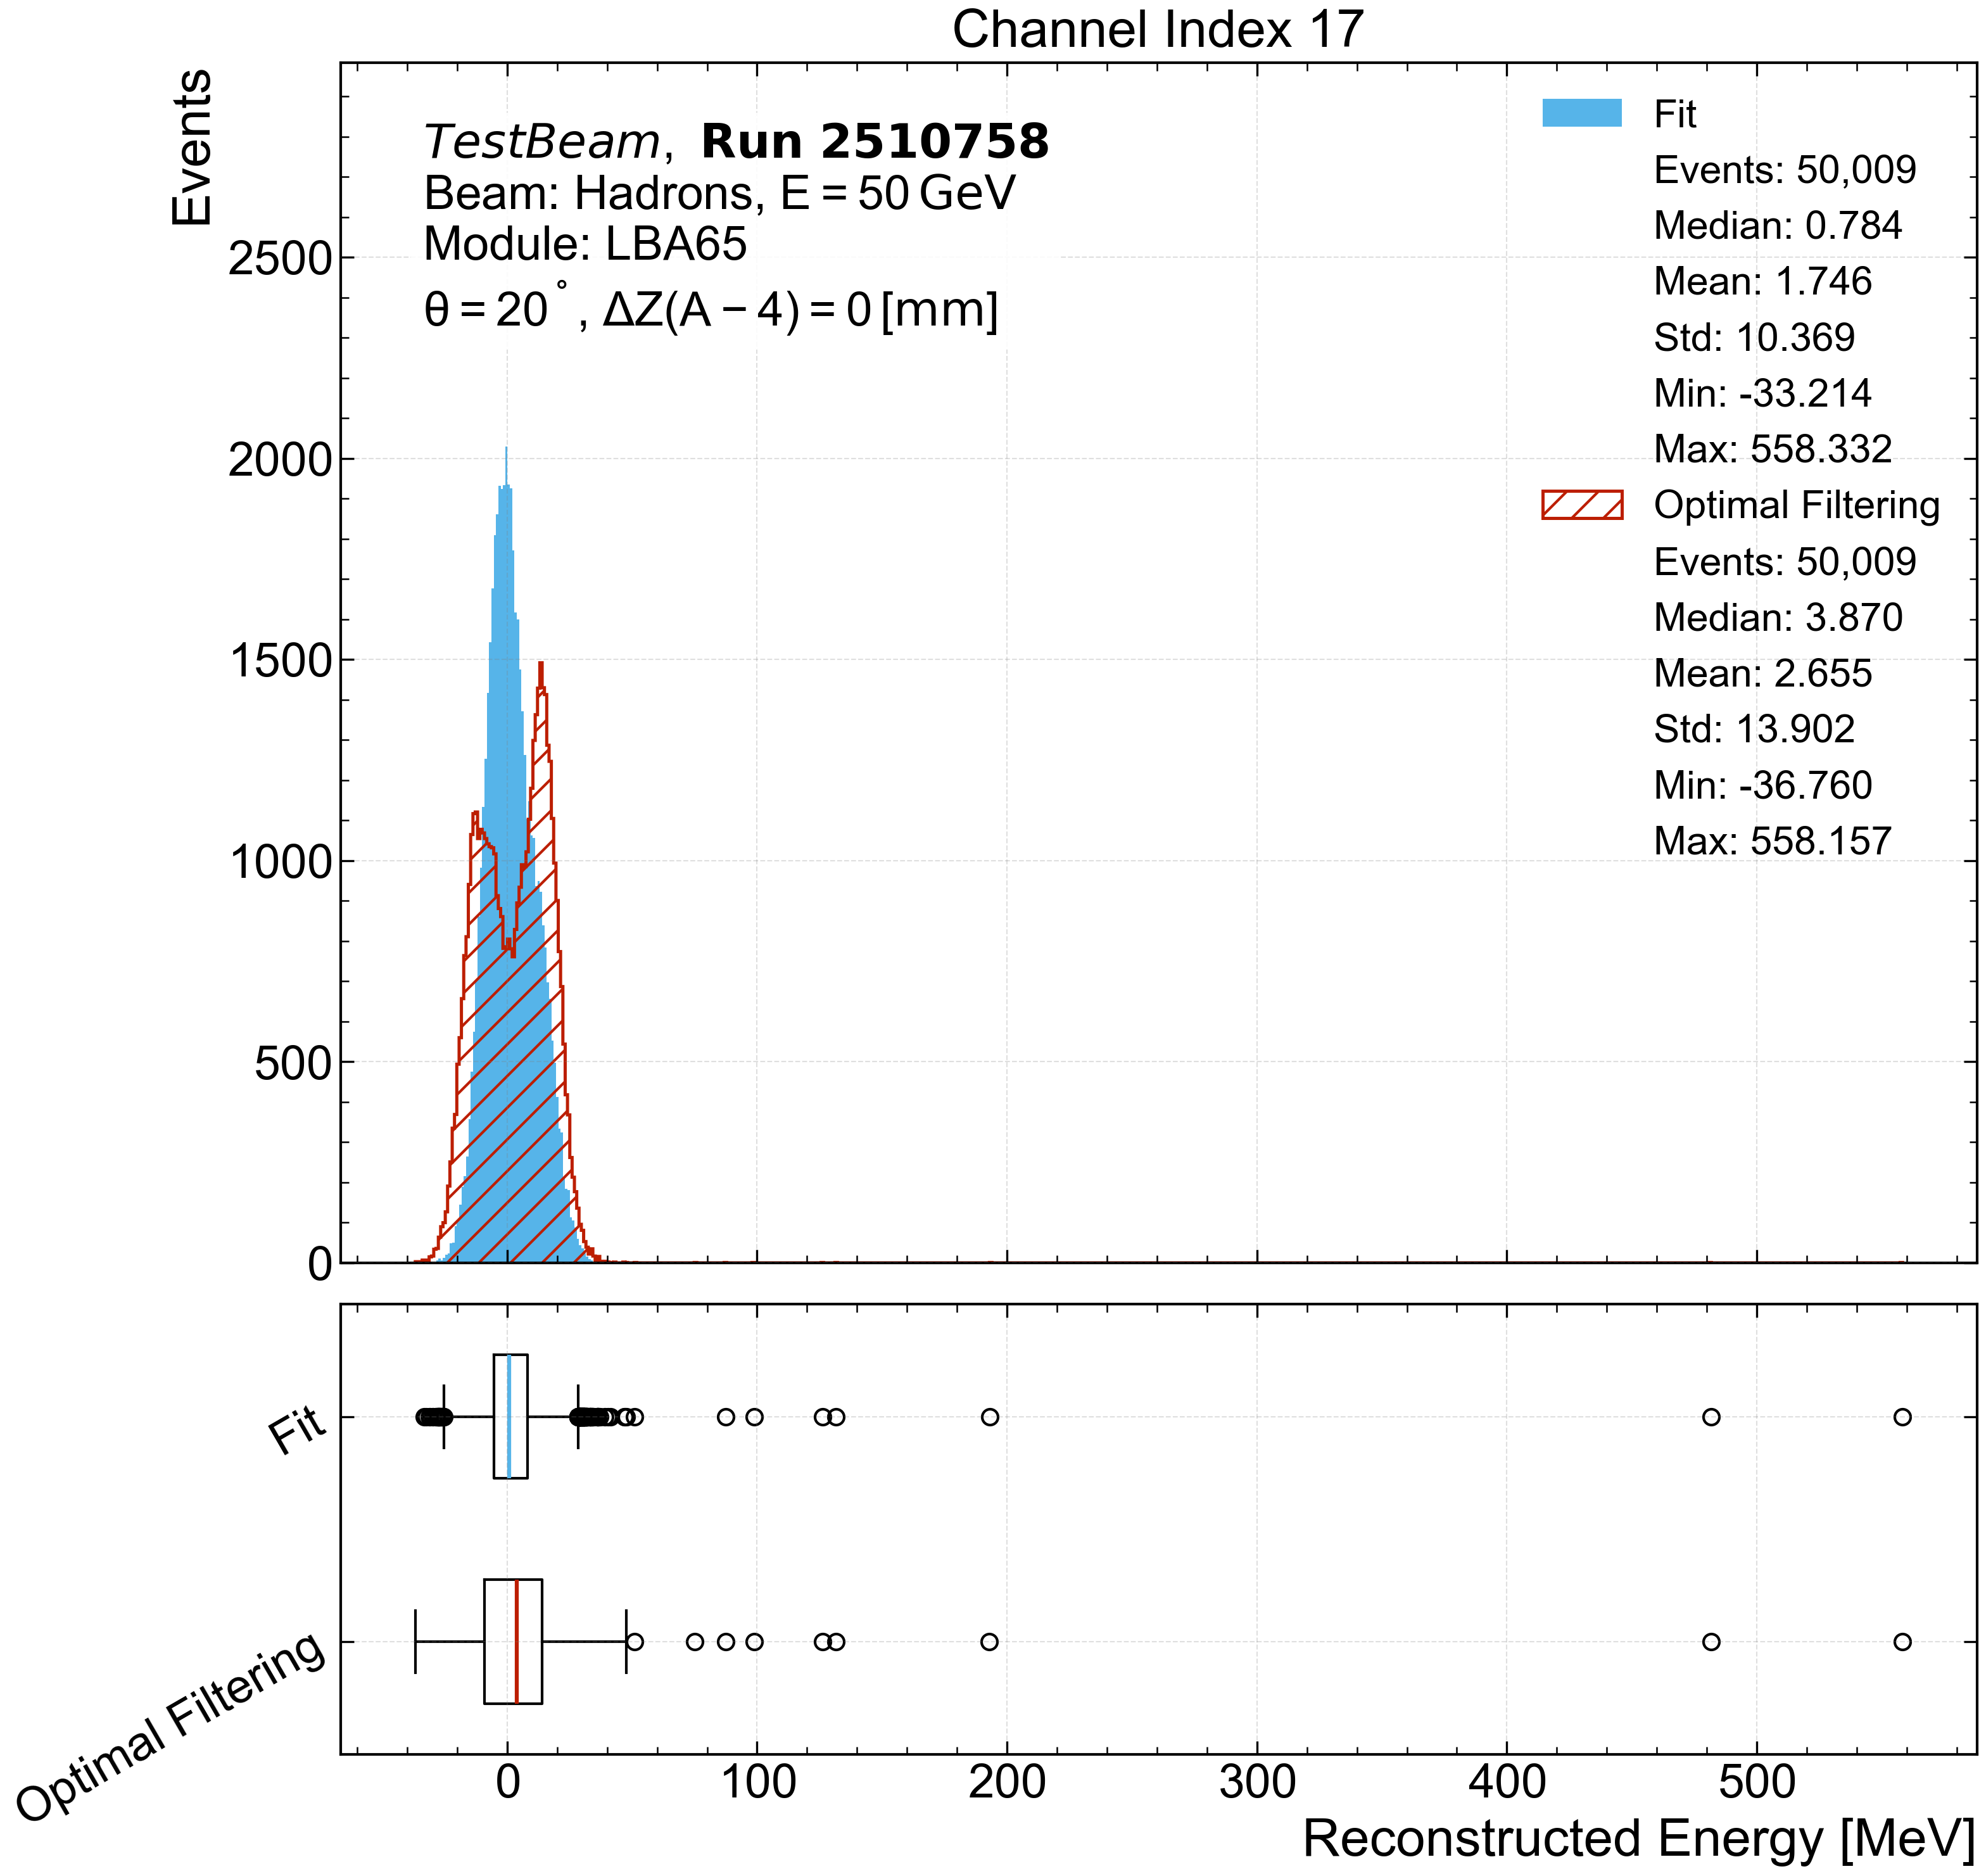 Channel Index 17
Events
TestBeam, Run 2510758
Beam: Hadrons, E = 50 GeV
Module: LBA65
θ = 20°, ΔZ(A − 4) = 0 [mm]
Fit
Events: 50,009
Median: 0.784
Mean: 1.746
Std: 10.369
Min: -33.214
Max: 558.332
Optimal Filtering
Events: 50,009
Median: 3.870
Mean: 2.655
Std: 13.902
Min: -36.760
Max: 558.157
2500
2000
1500
1000
500
0
Fit
Optimal Filtering
0 100 200 300 400 500
Reconstructed Energy [MeV]